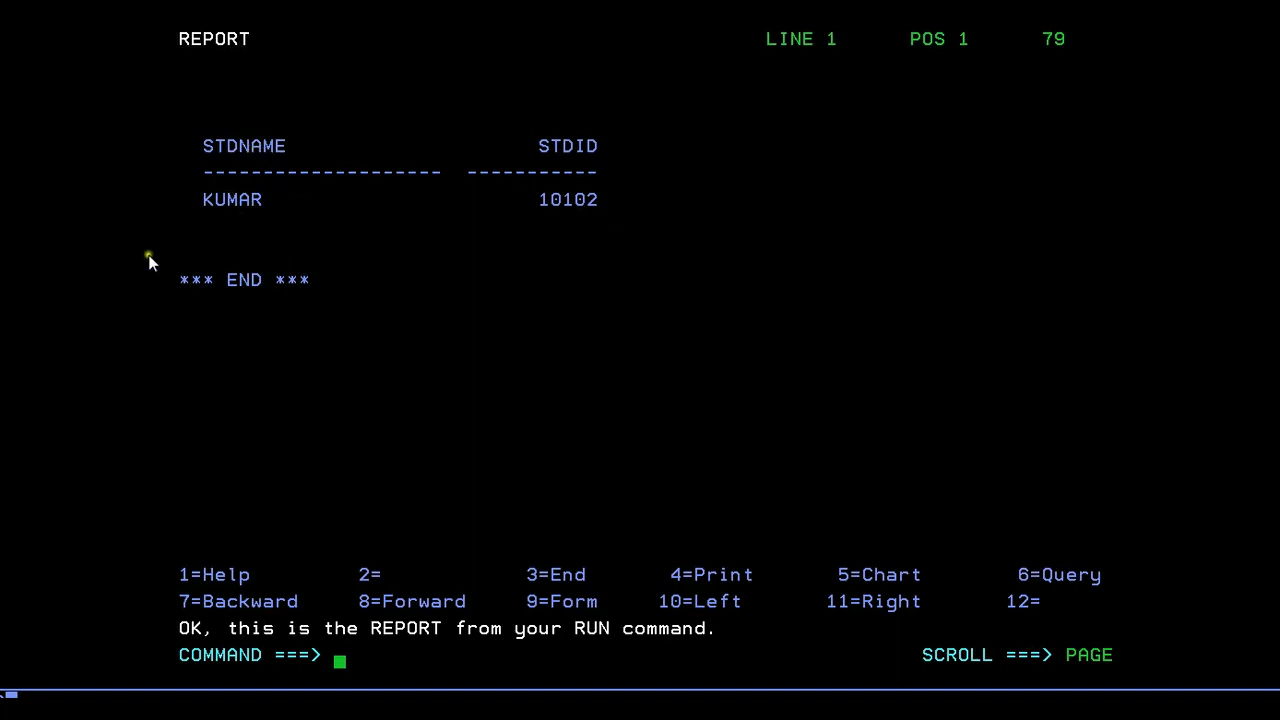 REPORT LINE 1 POS 1 79
STDNAME STDID
-------------------- -----------
KUMAR 10102
*** END ***
1=Help 2= 3=End 4=Print 5=Chart 6=Query
7=Backward 8=Forward 9=Form 10=Left 11=Right 12=
OK, this is the REPORT from your RUN command.
COMMAND ===> SCROLL ===> PAGE